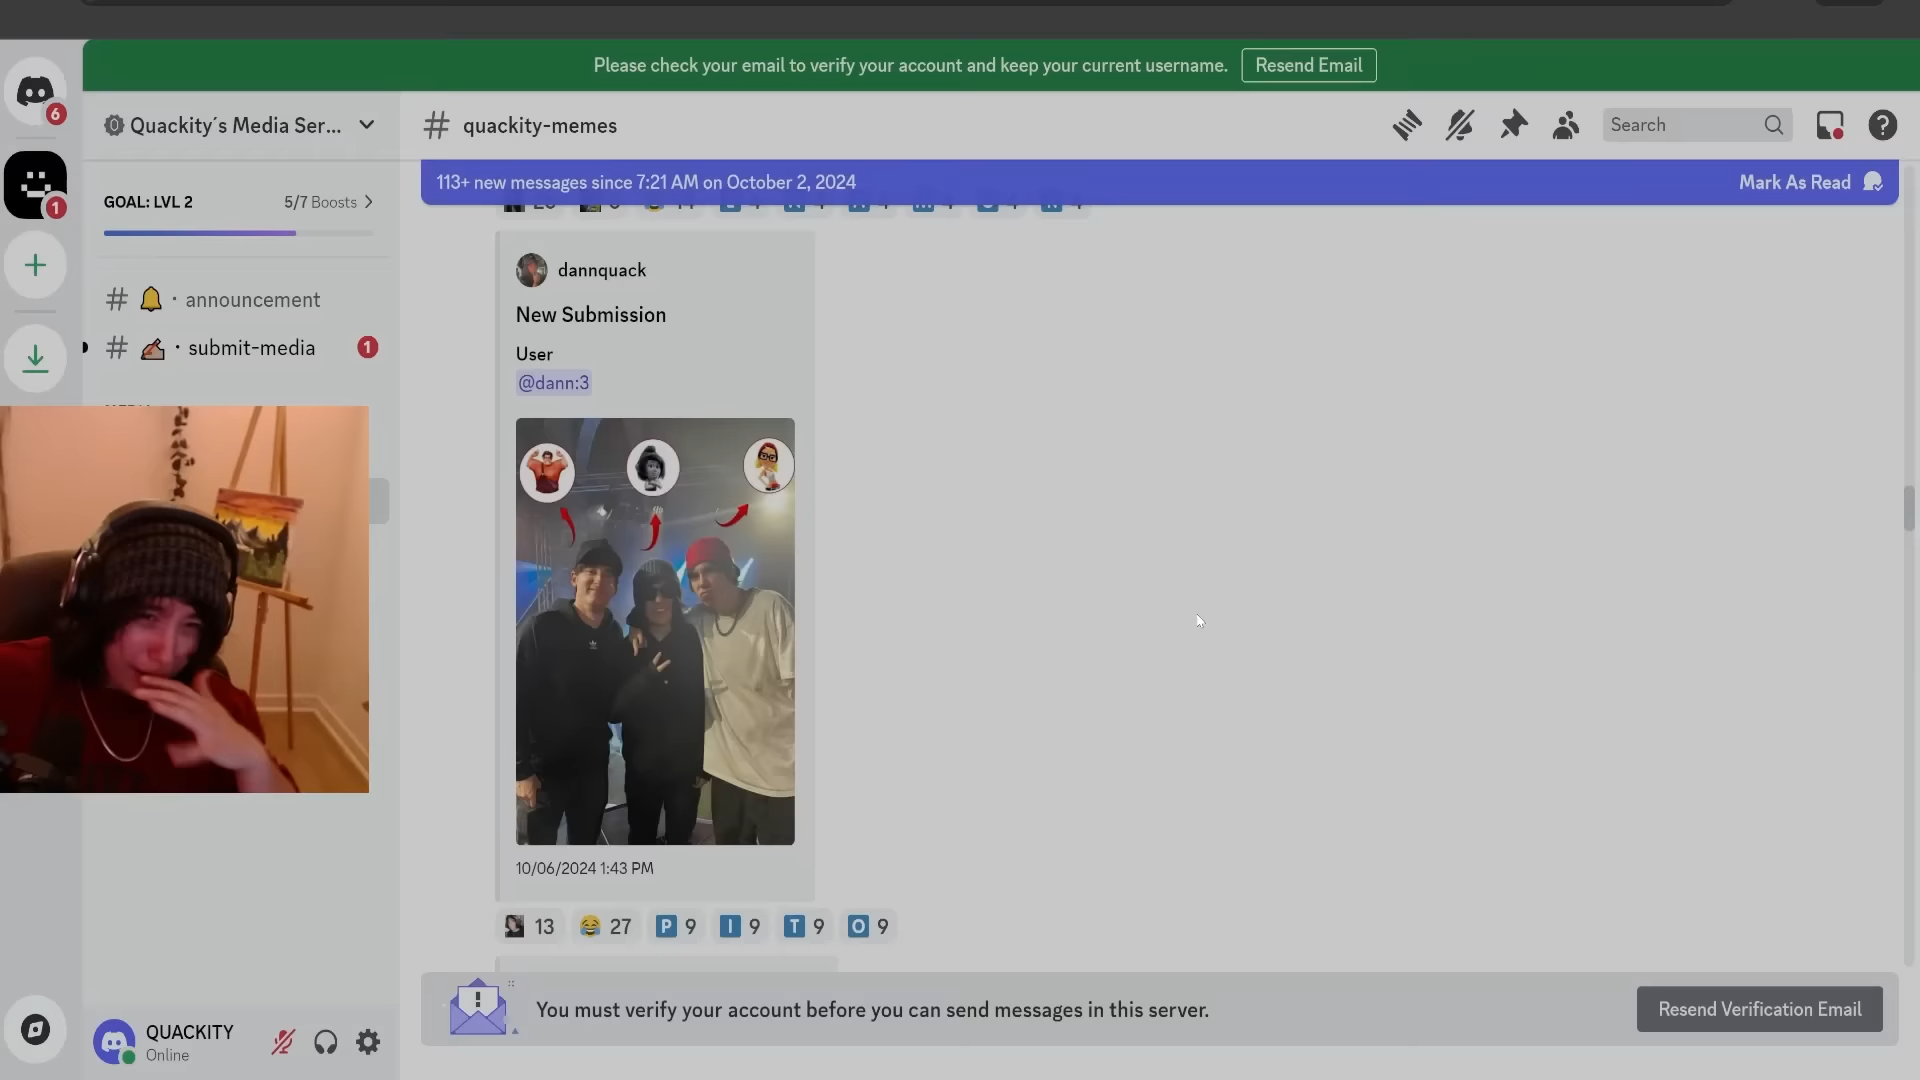 Please check your email to verify your account and keep your current username.
Resend Email
6
Quackity´s Media Ser...
# quackity-memes
Search
1
GOAL: LVL 2
5/7 Boosts
113+ new messages since 7:21 AM on October 2, 2024
Mark As Read
dannquack
New Submission
User
@dann:3
# · announcement
# · submit-media
1
10/06/2024 1:43 PM
13
27
P 9
I 9
T 9
O 9
You must verify your account before you can send messages in this server.
Resend Verification Email
QUACKITY
Online